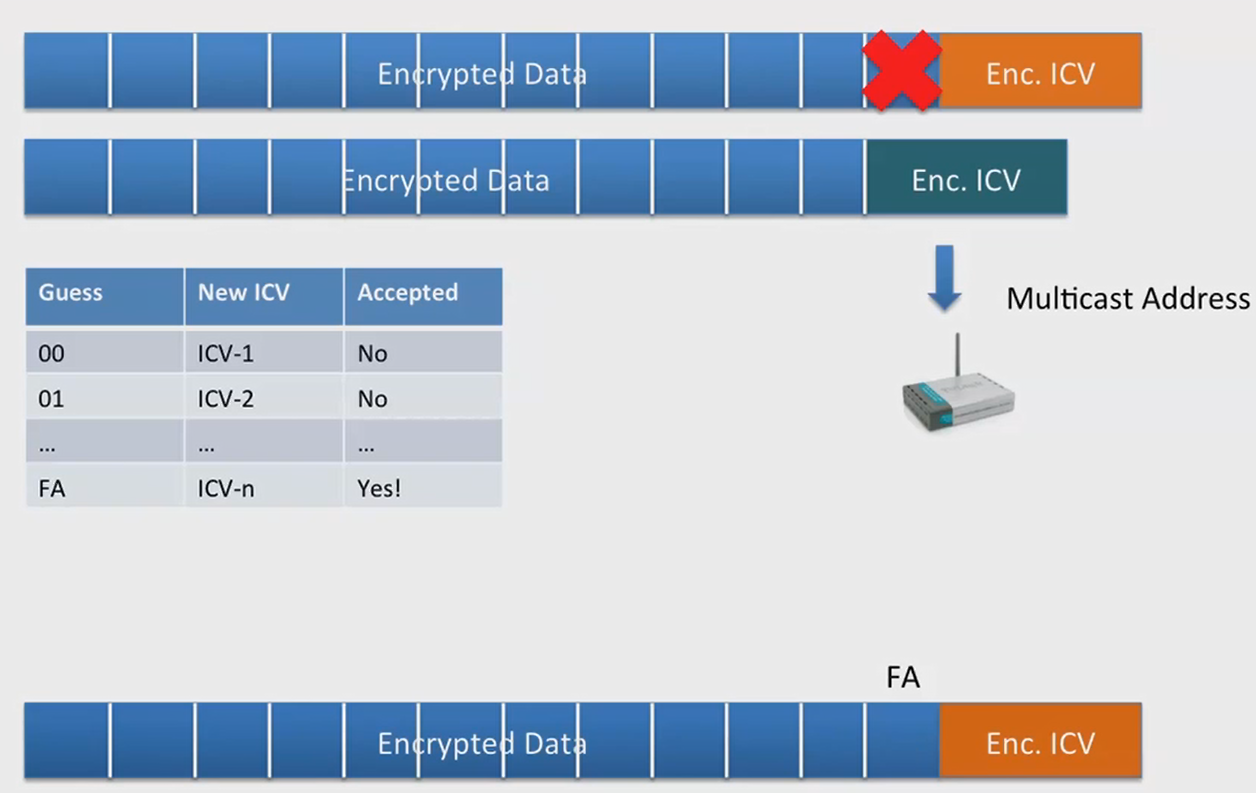 Encrypted Data Enc. ICV
Encrypted Data Enc. ICV
Multicast Address
Guess New ICV Accepted
00 ICV-1 No
01 ICV-2 No
... ... ...
FA ICV-n Yes!
FA
Encrypted Data Enc. ICV